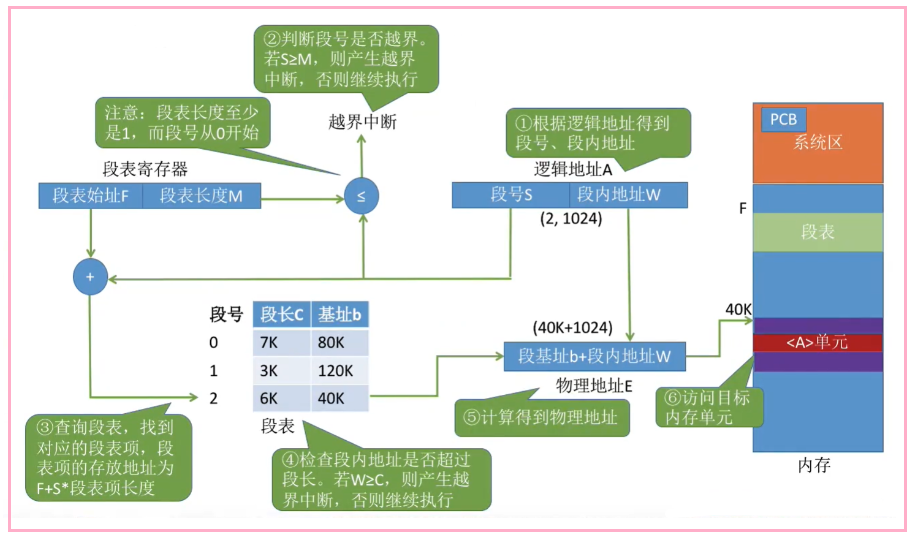 ②判断段号是否越界。
若S≥M，则产生越界
中断，否则继续执行
注意：段表长度至少
是1，而段号从0开始
越界中断
①根据逻辑地址得到
段号、段内地址
段表寄存器
逻辑地址A
段表始址F 段表长度M
≤
段号S 段内地址W
(2, 1024)
PCB
系统区
F
段表
+
段号 段长C 基址b
0 7K 80K
1 3K 120K
2 6K 40K
段表
(40K+1024)
段基址b+段内地址W
物理地址E
40K
<A>单元
③查询段表，找到
对应的段表项，段
表项的存放地址为
F+S*段表项长度
④检查段内地址是否超过
段长。若W≥C，则产生越
界中断，否则继续执行
⑤计算得到物理地址
⑥访问目标
内存单元
内存